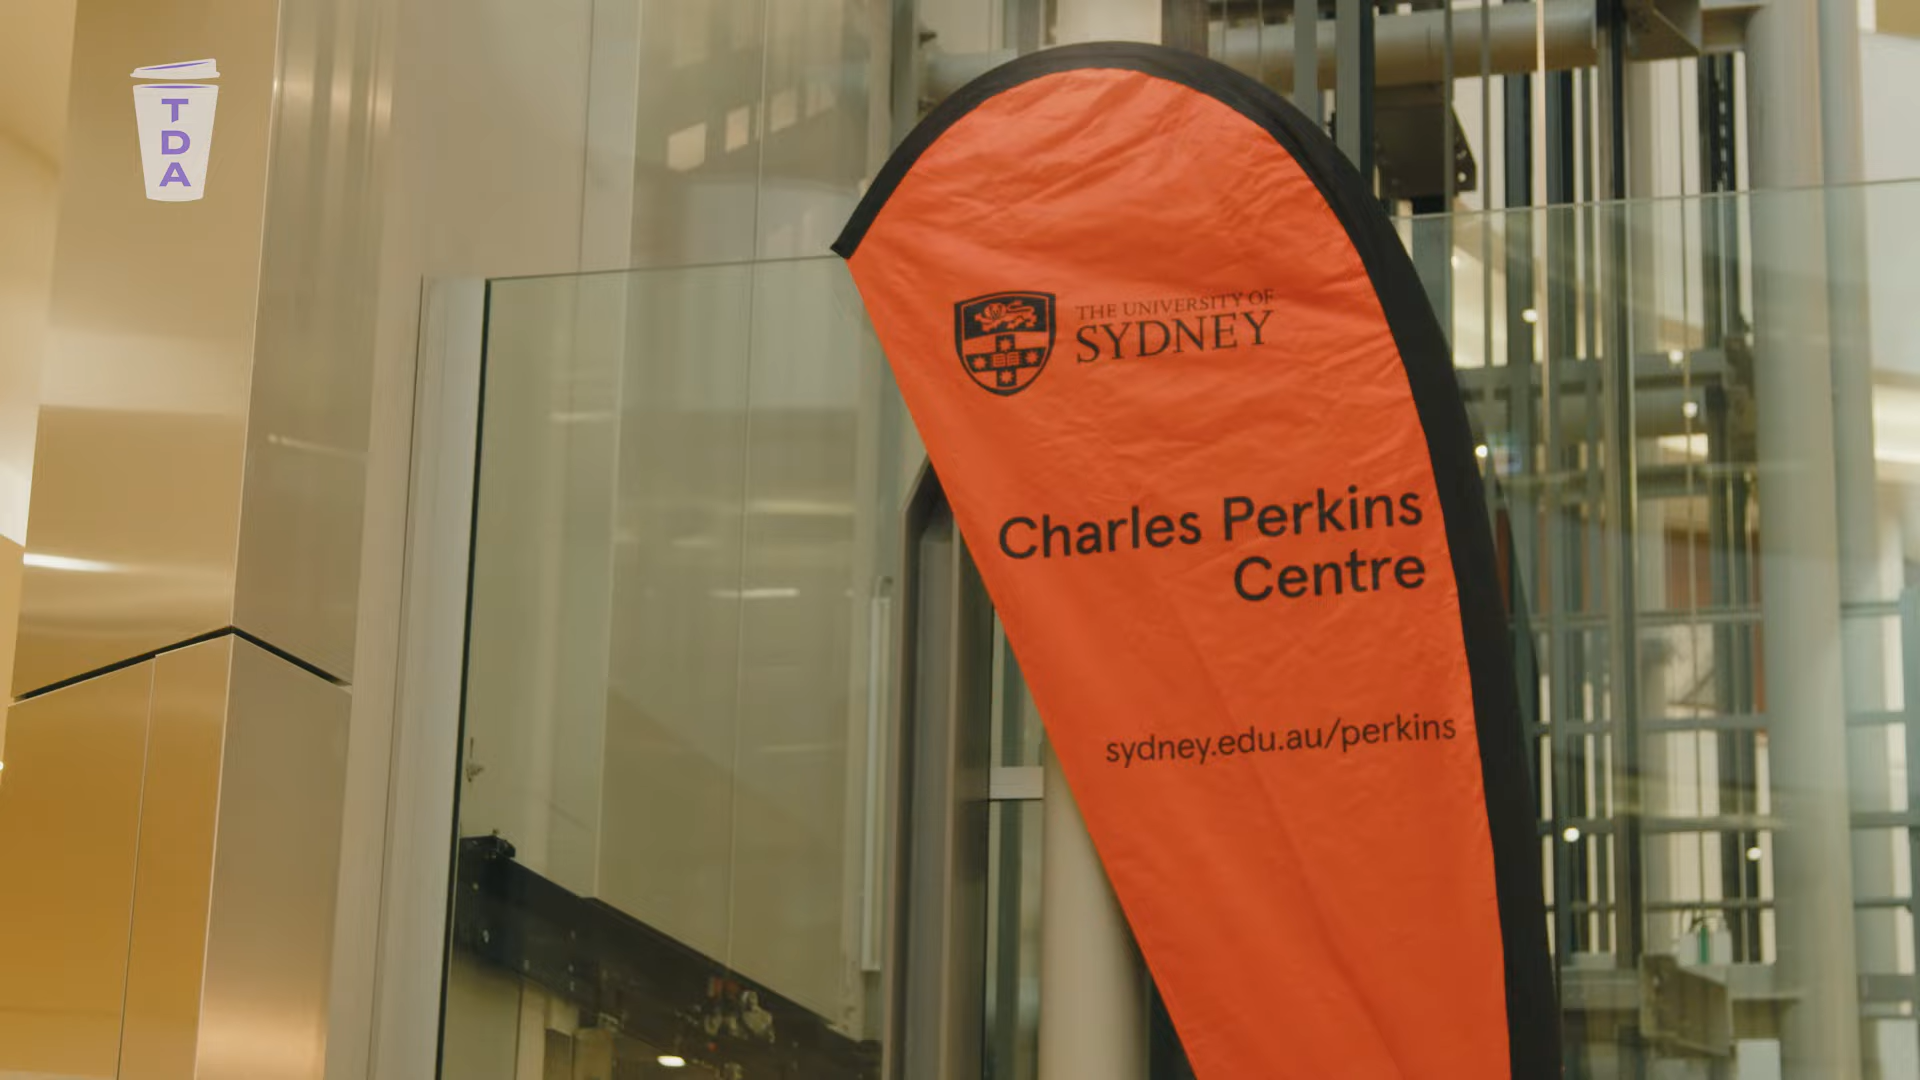 T
D
A
THE UNIVERSITY OF
SYDNEY
Charles Perkins
Centre
sydney.edu.au/perkins